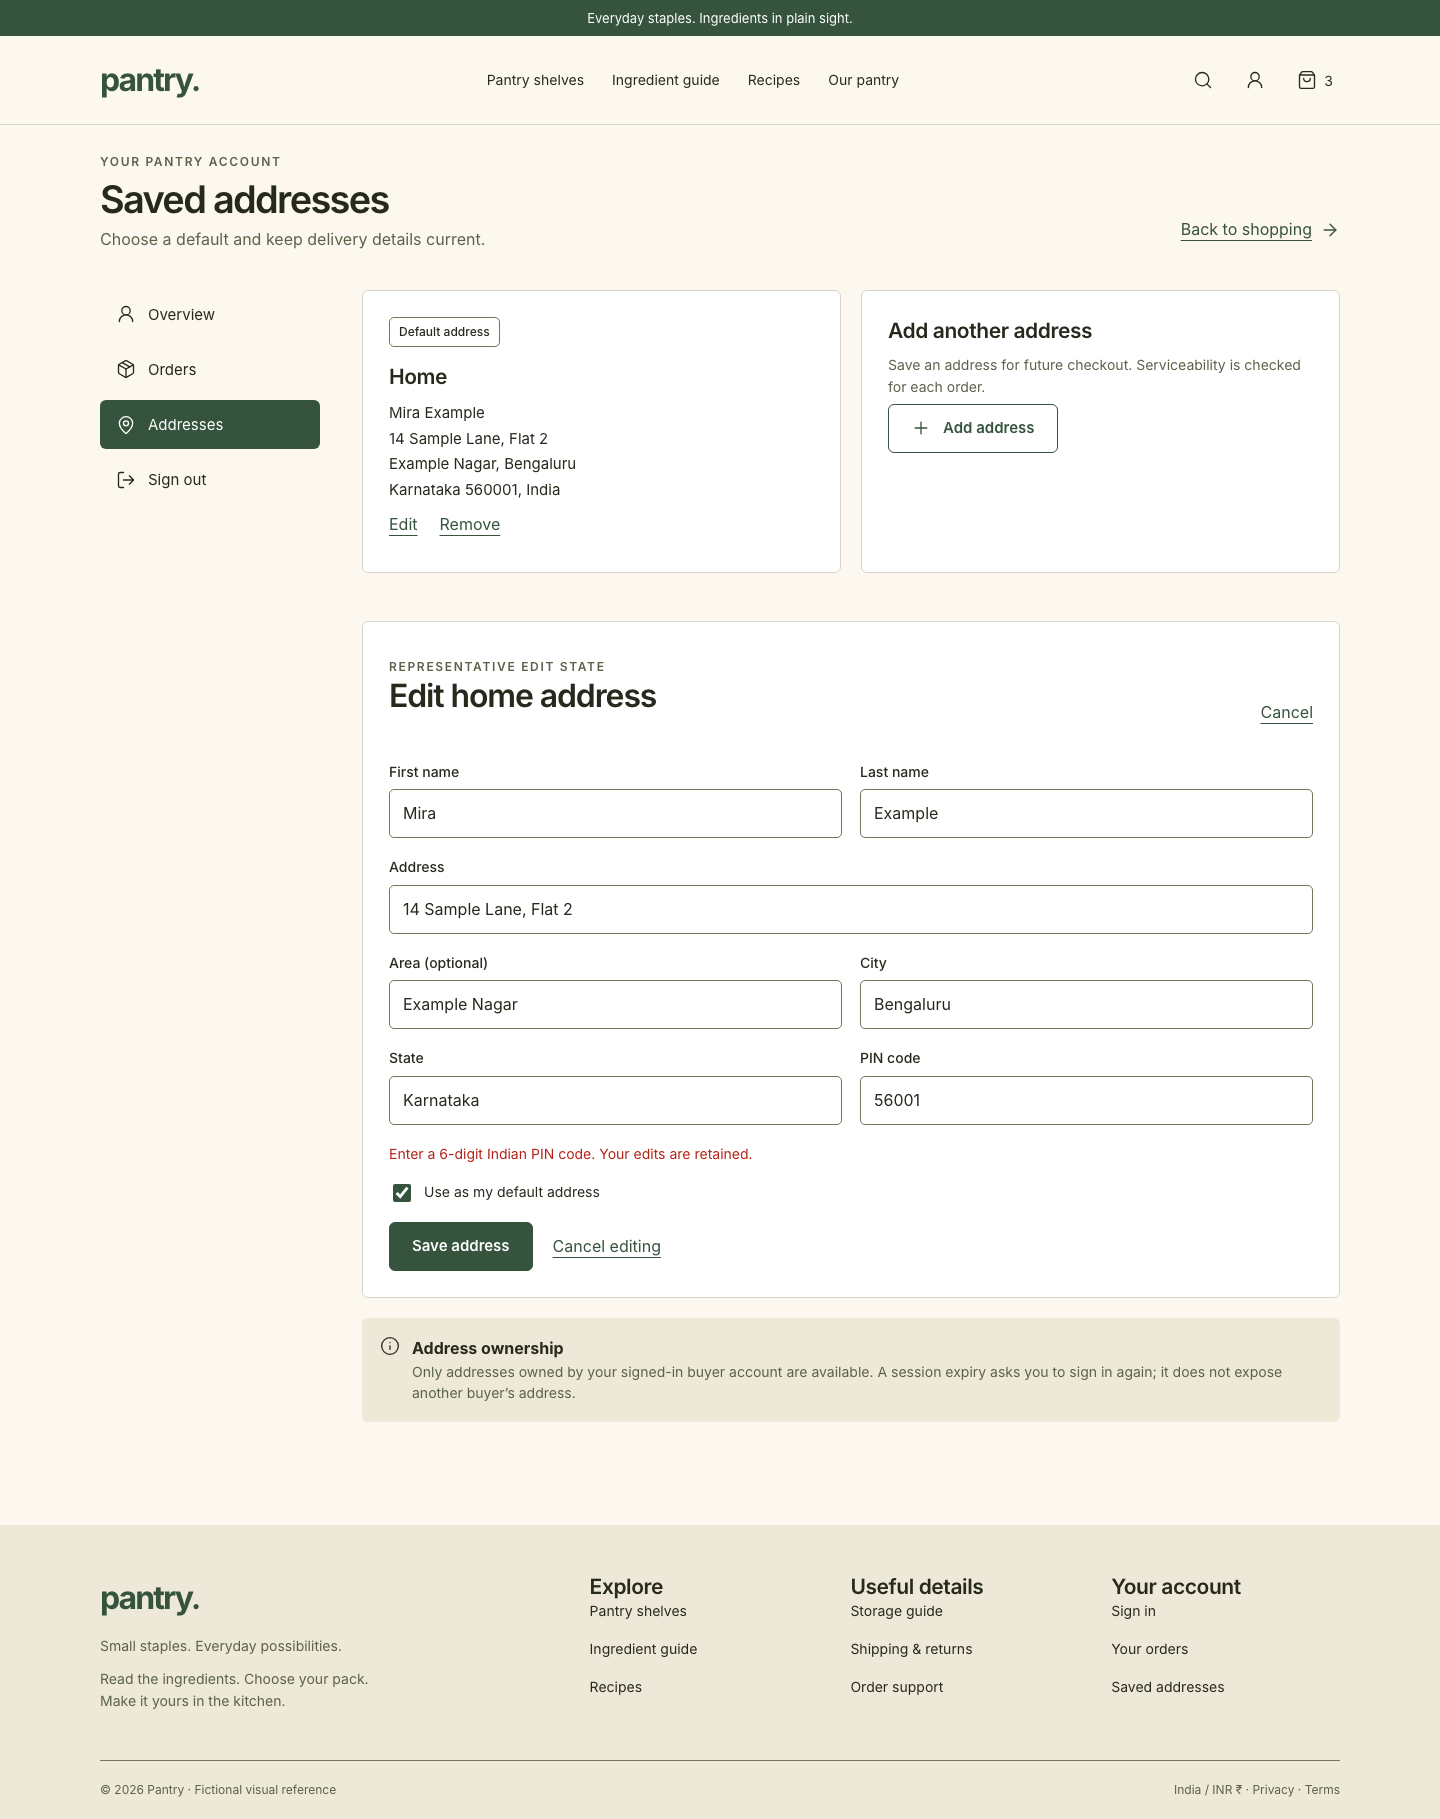 Everyday staples. Ingredients in plain sight.
pantry.
Pantry shelves
Ingredient guide
Recipes
Our pantry
3
YOUR PANTRY ACCOUNT
Saved addresses
Choose a default and keep delivery details current.
Back to shopping
Overview
Orders
Addresses
Sign out
Default address
Home
Mira Example
14 Sample Lane, Flat 2
Example Nagar, Bengaluru
Karnataka 560001, India
Edit
Remove
Add another address
Save an address for future checkout. Serviceability is checked
for each order.
Add address
REPRESENTATIVE EDIT STATE
Edit home address
Cancel
First name
Mira
Last name
Example
Address
14 Sample Lane, Flat 2
Area (optional)
Example Nagar
City
Bengaluru
State
Karnataka
PIN code
56001
Enter a 6-digit Indian PIN code. Your edits are retained.
Use as my default address
Save address
Cancel editing
Address ownership
Only addresses owned by your signed-in buyer account are available. A session expiry asks you to sign in again; it does not expose
another buyer’s address.
pantry.
Small staples. Everyday possibilities.
Read the ingredients. Choose your pack.
Make it yours in the kitchen.
Explore
Pantry shelves
Ingredient guide
Recipes
Useful details
Storage guide
Shipping & returns
Order support
Your account
Sign in
Your orders
Saved addresses
© 2026 Pantry · Fictional visual reference
India / INR ₹ · Privacy · Terms